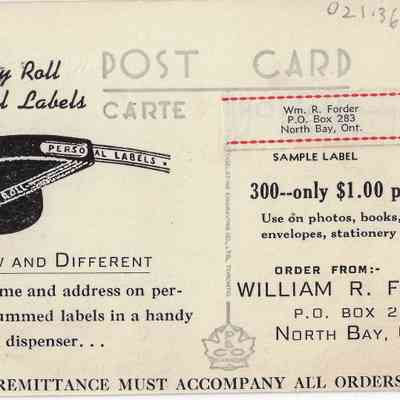 021.36
y Roll
l Labels
POST CARD
CARTE
Wm. R. Forder
P.O. Box 283
North Bay, Ont.
PERSONAL LABELS.
ROLL
SAMPLE LABEL
300--only $1.00 p
Use on photos, books,
envelopes, stationery
W AND DIFFERENT
me and address on per-
ummed labels in a handy
dispenser...
ORDER FROM:-
WILLIAM R. F
P.O. BOX 2
NORTH BAY,
PECO
REMITTANCE MUST ACCOMPANY ALL ORDERS